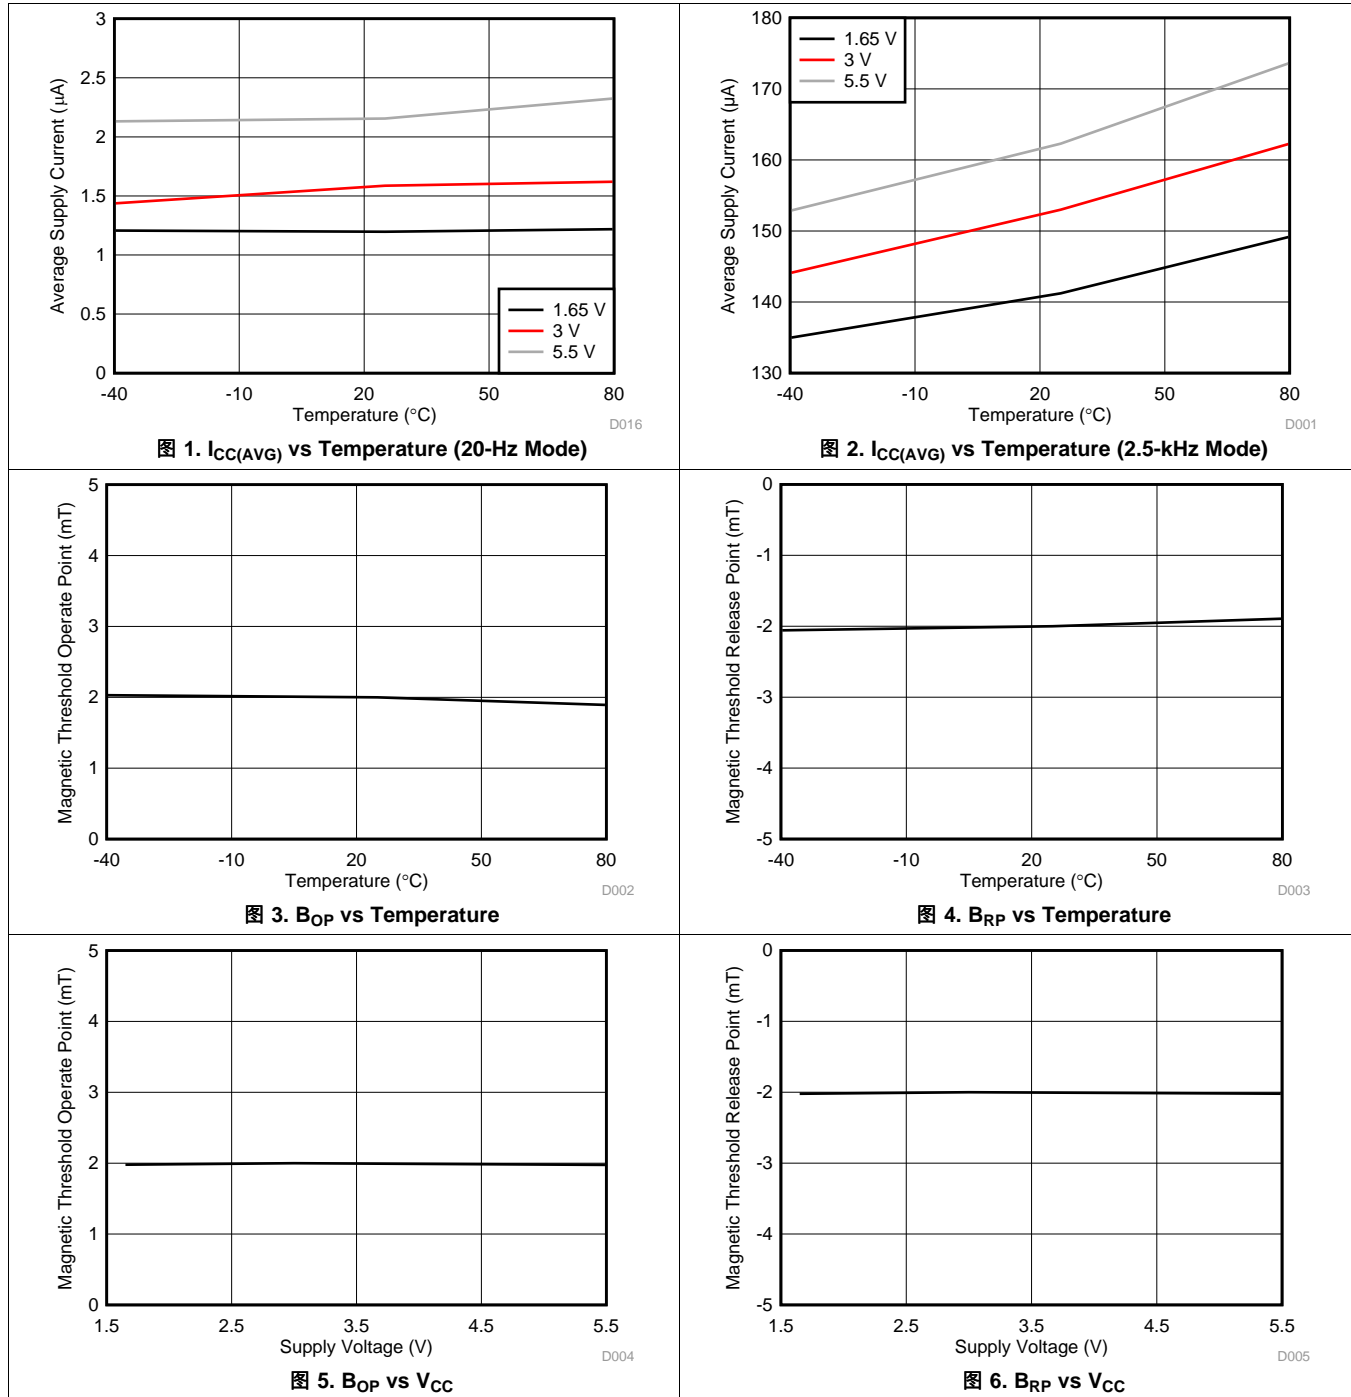 3
2.5
2
1.5
1
0.5
0
Average Supply Current (µA)
-40 -10 20 50 80
Temperature (°C)
1.65 V
3 V
5.5 V
D016
图 1. ICC(AVG) vs Temperature (20-Hz Mode)
180
170
160
150
140
130
Average Supply Current (µA)
-40 -10 20 50 80
Temperature (°C)
1.65 V
3 V
5.5 V
D001
图 2. ICC(AVG) vs Temperature (2.5-kHz Mode)
5
4
3
2
1
0
Magnetic Threshold Operate Point (mT)
-40 -10 20 50 80
Temperature (°C)
D002
图 3. BOP vs Temperature
0
-1
-2
-3
-4
-5
Magnetic Threshold Release Point (mT)
-40 -10 20 50 80
Temperature (°C)
D003
图 4. BRP vs Temperature
5
4
3
2
1
0
Magnetic Threshold Operate Point (mT)
1.5 2.5 3.5 4.5 5.5
Supply Voltage (V)
D004
图 5. BOP vs VCC
0
-1
-2
-3
-4
-5
Magnetic Threshold Release Point (mT)
1.5 2.5 3.5 4.5 5.5
Supply Voltage (V)
D005
图 6. BRP vs VCC